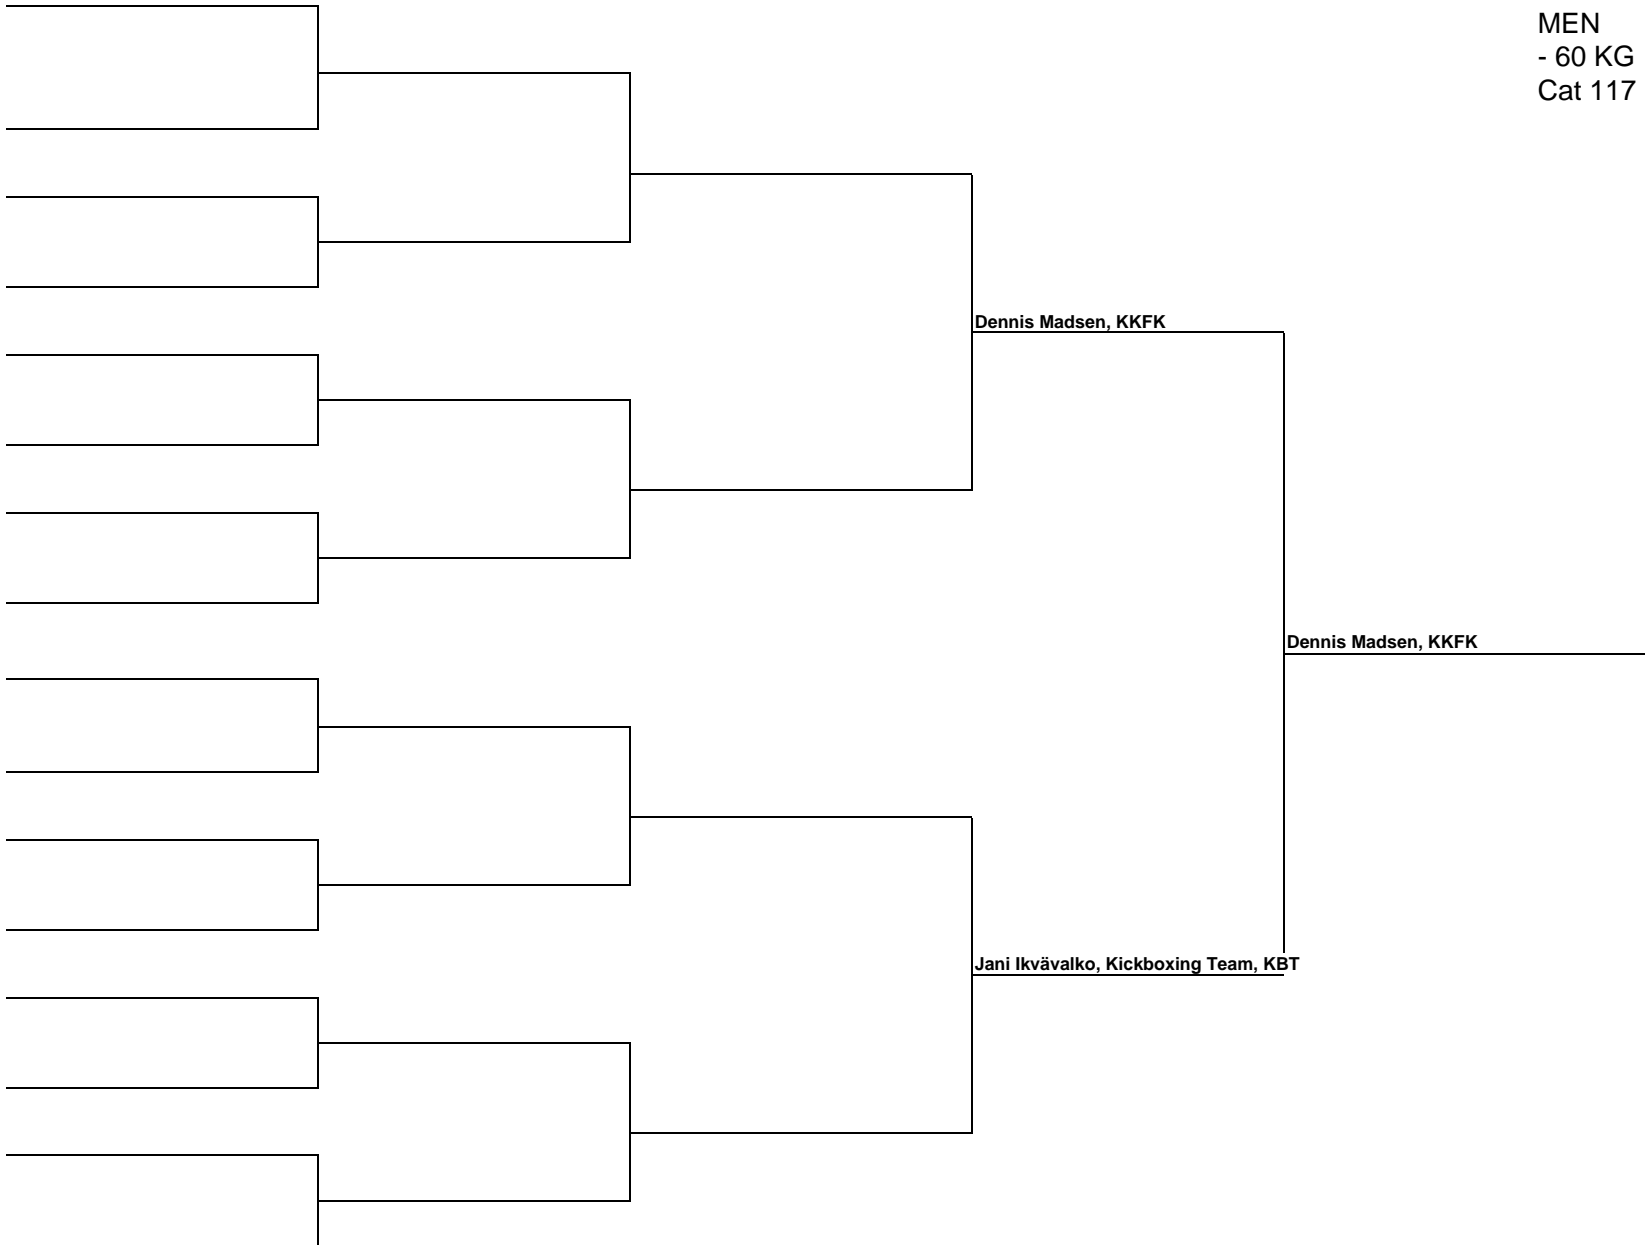 MEN
- 60 KG
Cat 117
Dennis Madsen, KKFK
Dennis Madsen, KKFK
Jani Ikvävalko, Kickboxing Team, KBT